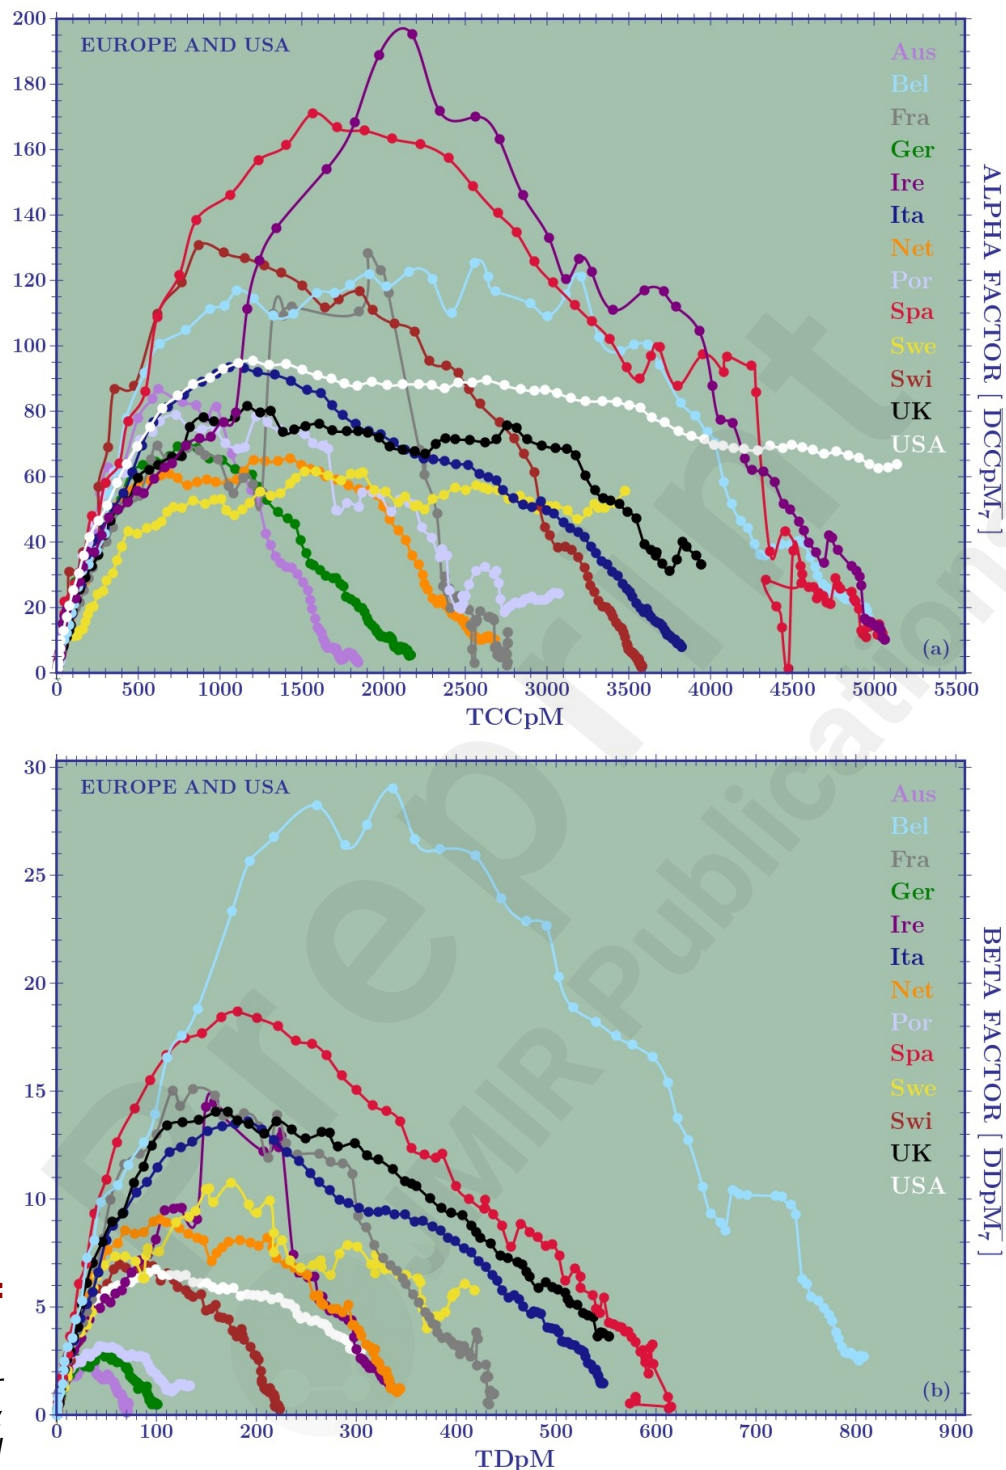 200
180
160
140
120
100
80
60
40
20
0
EUROPE AND USA
Aus
Bel
Fra
Ger
Ire
Ita
Net
Por
Spa
Swe
Swi
UK
USA
(a)
ALPHA FACTOR [ DCCpM7 ]
0 500 1000 1500 2000 2500 3000 3500 4000 4500 5000 5500
TCCpM
30
25
20
15
10
5
0
EUROPE AND USA
Aus
Bel
Fra
Ger
Ire
Ita
Net
Por
Spa
Swe
Swi
UK
USA
(b)
BETA FACTOR [ DDpM7 ]
0 100 200 300 400 500 600 700 800 900
TDpM
Preprint
JMIR Publications